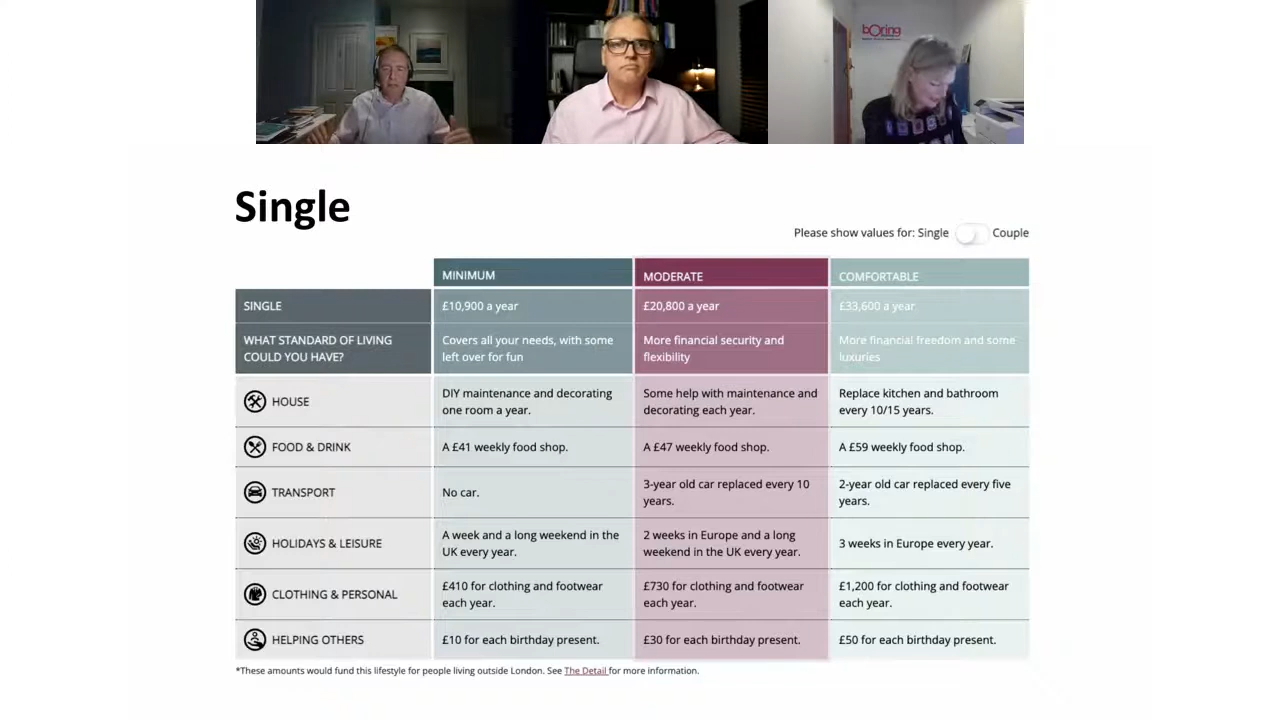 bOring
Single
Please show values for: Single Couple
MINIMUM MODERATE COMFORTABLE
SINGLE £10,900 a year £20,800 a year £33,600 a year
WHAT STANDARD OF LIVING Covers all your needs, with some More financial security and More financial freedom and some
COULD YOU HAVE? left over for fun flexibility luxuries
DIY maintenance and decorating Some help with maintenance and Replace kitchen and bathroom
HOUSE
one room a year. decorating each year. every 10/15 years.
FOOD & DRINK A £41 weekly food shop. A £47 weekly food shop. A £59 weekly food shop.
3-year old car replaced every 10 2-year old car replaced every five
TRANSPORT No car.
years. years.
A week and a long weekend in the 2 weeks in Europe and a long
HOLIDAYS & LEISURE 3 weeks in Europe every year.
UK every year. weekend in the UK every year.
£410 for clothing and footwear £730 for clothing and footwear £1,200 for clothing and footwear
CLOTHING & PERSONAL
each year. each year. each year.
HELPING OTHERS £10 for each birthday present. £30 for each birthday present. £50 for each birthday present.
*These amounts would fund this lifestyle for people living outside London. See The Detail for more information.